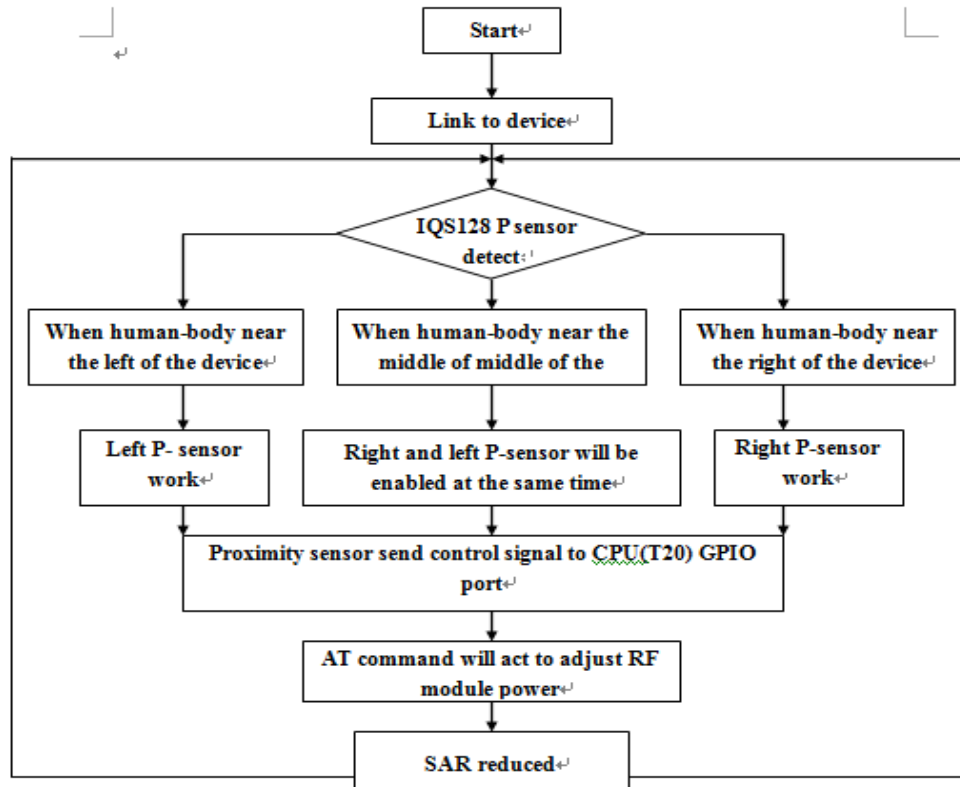 Start
Link to device
IQS128 P sensor
detect
When human-body near
the left of the device
When human-body near the
middle of middle of the
When human-body near
the right of the device
Left P- sensor
work
Right and left P-sensor will be
enabled at the same time
Right P-sensor
work
Proximity sensor send control signal to CPU(T20) GPIO
port
AT command will act to adjust RF
module power
SAR reduced